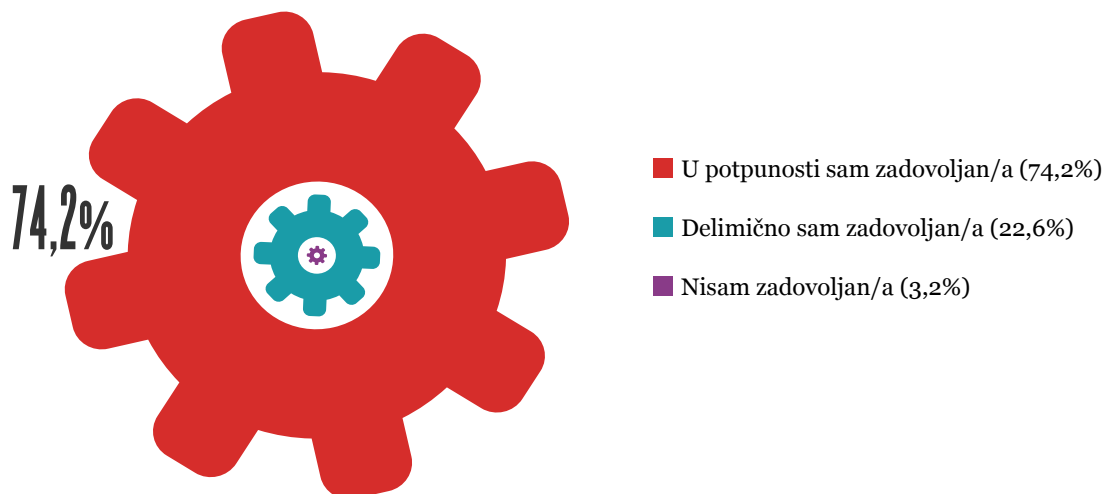 74,2%
U potpunosti sam zadovoljan/a (74,2%)
Delimično sam zadovoljan/a (22,6%)
Nisam zadovoljan/a (3,2%)